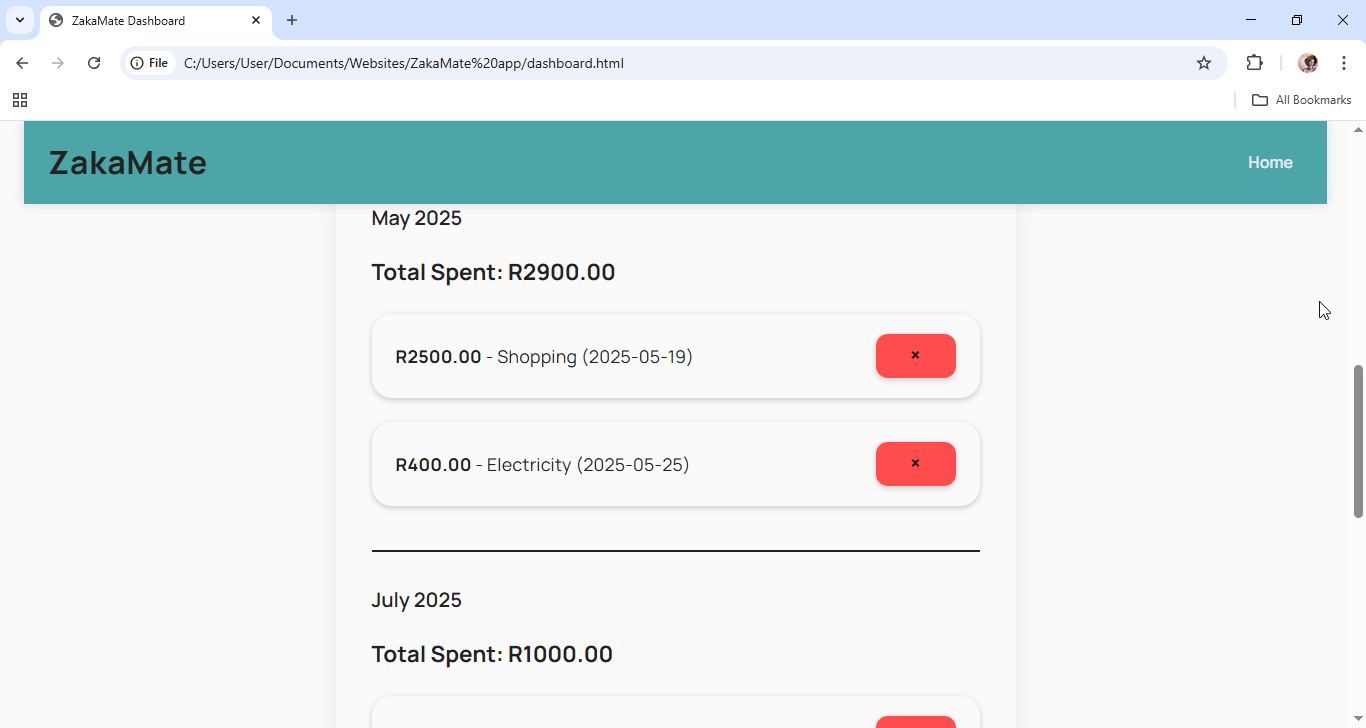 ZakaMate Dashboard
File C:/Users/User/Documents/Websites/ZakaMate%20app/dashboard.html
All Bookmarks
ZakaMate Home
May 2025
Total Spent: R2900.00
R2500.00 - Shopping (2025-05-19) ×
R400.00 - Electricity (2025-05-25) ×
July 2025
Total Spent: R1000.00